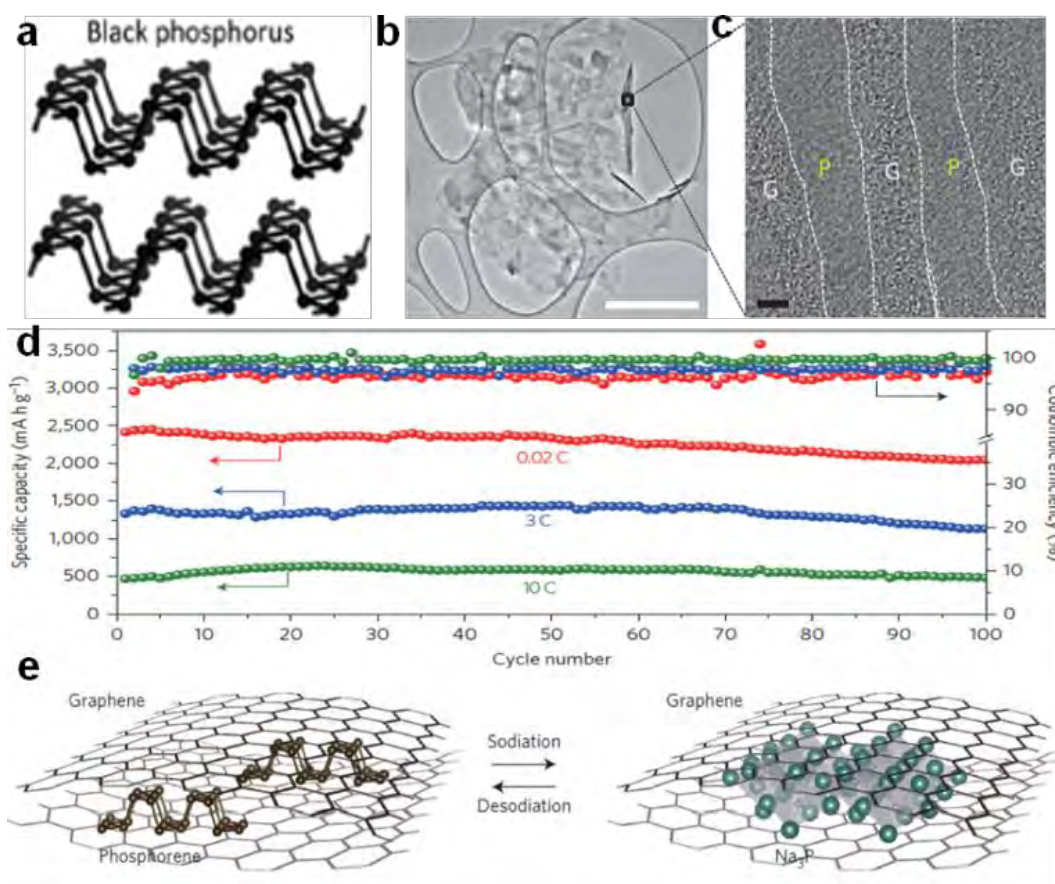 a
Black phosphorus
b
c
G
P
G
P
G
d
3,500
3,000
2,500
2,000
1,500
1,000
500
0
Specific capacity (mA h g⁻¹)
0.02 C
3 C
10 C
100
90
30
20
10
0
Coulombic efficiency (%)
0
10
20
30
40
50
60
70
80
90
100
Cycle number
e
Graphene
Phosphorene
Sodiation
Desodiation
Graphene
Na₃P